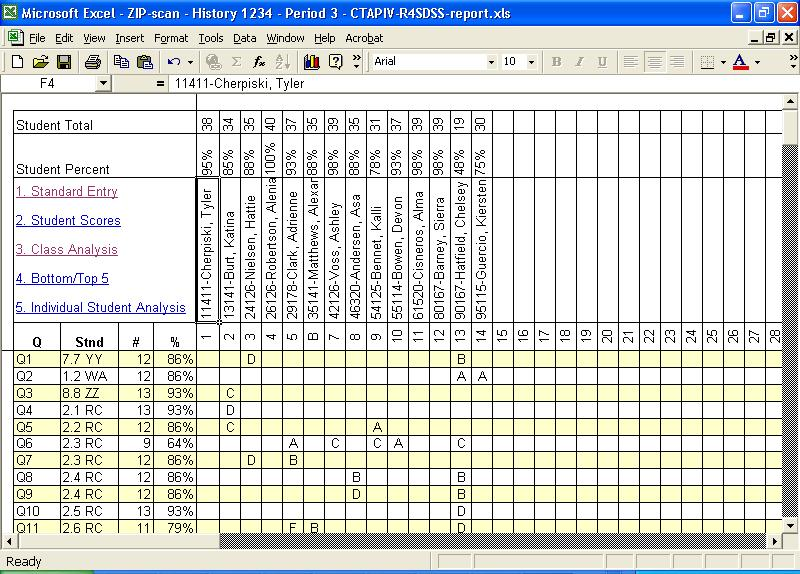 Microsoft Excel - ZIP-scan - History 1234 - Period 3 - CTAPIV-R4SDSS-report.xls
File Edit View Insert Format Tools Data Window Help Acrobat
Arial 10 B I U
F4 = 11411-Cherpiski, Tyler
Student Total 38 34 35 40 37 35 39 35 31 37 39 39 19 30
Student Percent 95% 85% 88% 100% 93% 88% 98% 88% 78% 93% 98% 98% 48% 75%
1. Standard Entry
2. Student Scores
3. Class Analysis
4. Bottom/Top 5
5. Individual Student Analysis
11411-Cherpiski, Tyler
13141-Burt, Katina
24126-Nielsen, Hattie
26126-Robertson, Alenia
29178-Clark, Adrienne
35141-Matthews, Alexar
42126-Voss, Ashley
46320-Andersen, Asa
54125-Bennet, Kalli
55114-Bowen, Devon
61520-Cisneros, Alma
80167-Barney, Sierra
90167-Hatfield, Chelsey
95115-Guercio, Kiersten
Q Stnd # % 1 2 3 4 5 B 7 8 9 10 11 12 13 14 15 16 17 18 19 20 21 22 23 24 25 26 27 28
Q1 7.7 YY 12 86% D B
Q2 1.2 WA 12 86% A A
Q3 8.8 ZZ 13 93% C
Q4 2.1 RC 13 93% D
Q5 2.2 RC 12 86% C A
Q6 2.3 RC 9 64% A C C A C
Q7 2.3 RC 12 86% D B
Q8 2.4 RC 12 86% B B
Q9 2.4 RC 12 86% D B
Q10 2.5 RC 13 93% D
Q11 2.6 RC 11 79% F B D
Ready